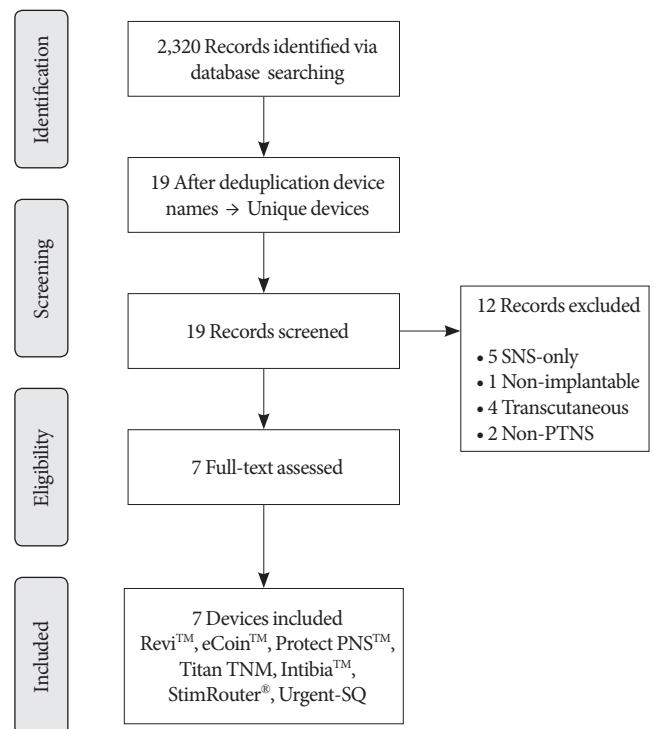 Identification
2,320 Records identified via
database searching
19 After deduplication device
names → Unique devices
Screening
19 Records screened
12 Records excluded
• 5 SNS-only
• 1 Non-implantable
• 4 Transcutaneous
• 2 Non-PTNS
Eligibility
7 Full-text assessed
Included
7 Devices included
Revi™, eCoin™, Protect PNS™,
Titan TNM, Intibia™,
StimRouter®, Urgent-SQ